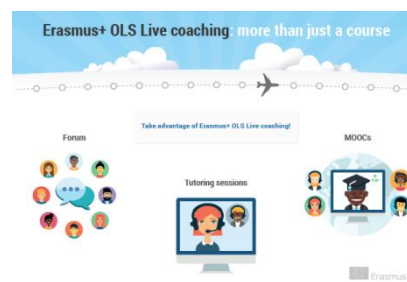 Erasmus+ OLS Live coaching: more than just a course
Take advantage of Erasmus+ OLS Live coaching!
Forum
MOOCs
Tutoring sessions
Erasmus